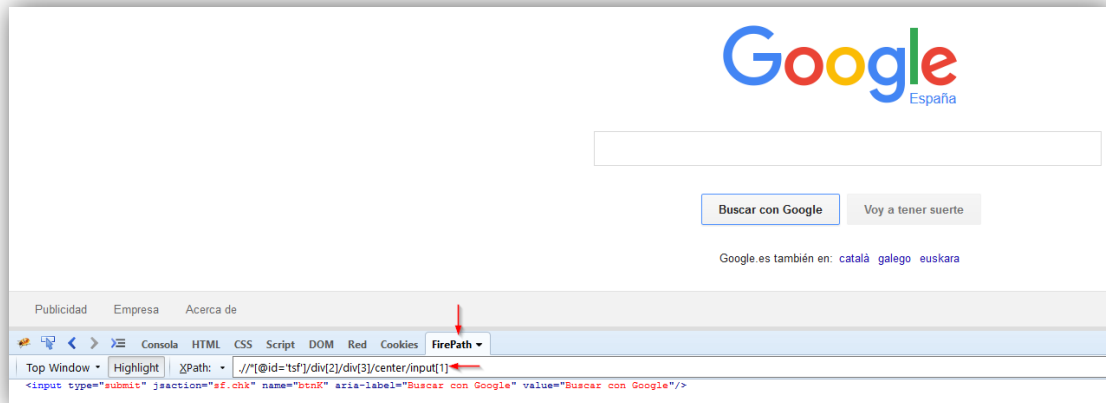 Google
España
Buscar con Google Voy a tener suerte
Google.es también en: català galego euskara
Publicidad Empresa Acerca de
Consola HTML CSS Script DOM Red Cookies FirePath
Top Window Highlight XPath: .//*[@id='tsf']/div[2]/div[3]/center/input[1]
<input type="submit" jsaction="sf.chk" name="btnK" aria-label="Buscar con Google" value="Buscar con Google"/>